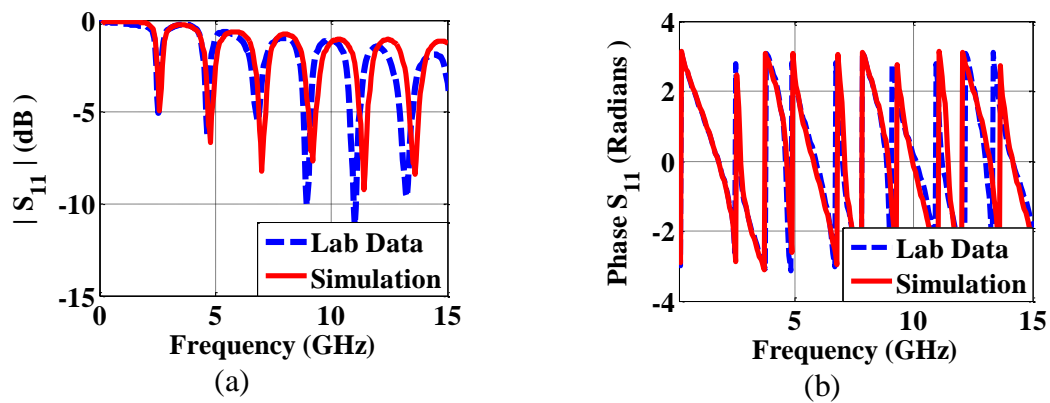 0
-5
-10
-15
0
5
10
15
| S11 | (dB )
Frequency (GHz)
Lab Data
Simulation
(a)
4
2
0
-2
-4
5
10
15
Phase S11 (Radians )
Frequency (GHz)
Lab Data
Simulation
(b)